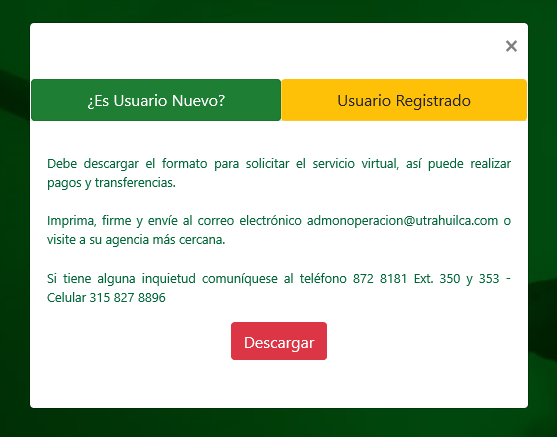 ×
¿Es Usuario Nuevo? Usuario Registrado
Debe descargar el formato para solicitar el servicio virtual, así puede realizar
pagos y transferencias.
Imprima, firme y envíe al correo electrónico admonoperacion@utrahuilca.com o
visite a su agencia más cercana.
Si tiene alguna inquietud comuníquese al teléfono 872 8181 Ext. 350 y 353 -
Celular 315 827 8896
Descargar